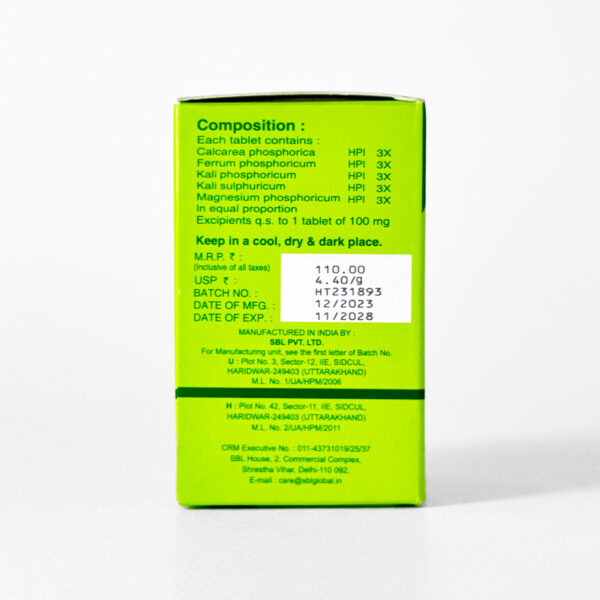 Composition :
Each tablet contains :
Calcarea phosphorica HPI 3X
Ferrum phosphoricum HPI 3X
Kali phosphoricum HPI 3X
Kali sulphuricum HPI 3X
Magnesium phosphoricum HPI 3X
In equal proportion
Excipients q.s. to 1 tablet of 100 mg
Keep in a cool, dry & dark place.
M.R.P. ₹ : 110.00
(Inclusive of all taxes)
USP ₹ : 4.40/g
BATCH NO. : HT231893
DATE OF MFG. : 12/2023
DATE OF EXP. : 11/2028
MANUFACTURED IN INDIA BY :
SBL PVT. LTD.
For Manufacturing unit, see the first letter of Batch No.
U : Plot No. 3, Sector-12, IIE, SIDCUL,
HARIDWAR-249403 (UTTARAKHAND)
M.L. No. 1/UA/HPM/2006
H : Plot No. 42, Sector-11, IIE, SIDCUL,
HARIDWAR-249403 (UTTARAKHAND)
M.L. No. 2/UA/HPM/2011
CRM Executive No. : 011-43731019/25/37
SBL House, 2, Commercial Complex,
Shrestha Vihar, Delhi-110 092,
E-mail : care@sblglobal.in